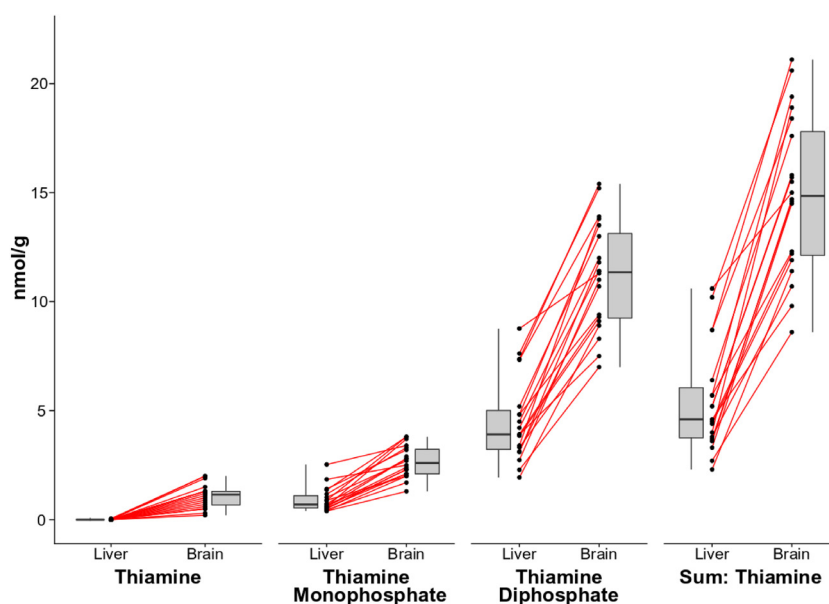 nmol/g
20
15
10
5
0
Liver Brain Liver Brain Liver Brain Liver Brain
Thiamine Thiamine Thiamine Sum: Thiamine
Monophosphate Diphosphate